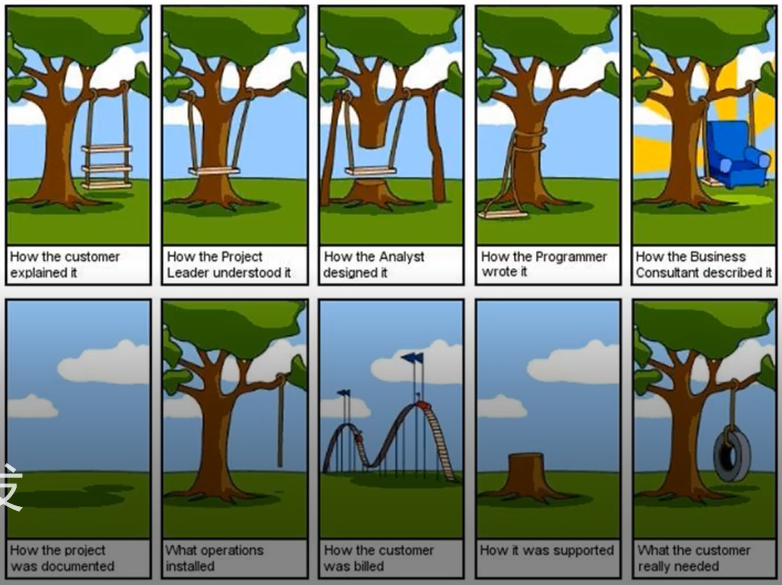 How the customer
explained it
How the Project
Leader understood it
How the Analyst
designed it
How the Programmer
wrote it
How the Business
Consultant described it
How the project
was documented
What operations
installed
How the customer
was billed
How it was supported
What the customer
really needed